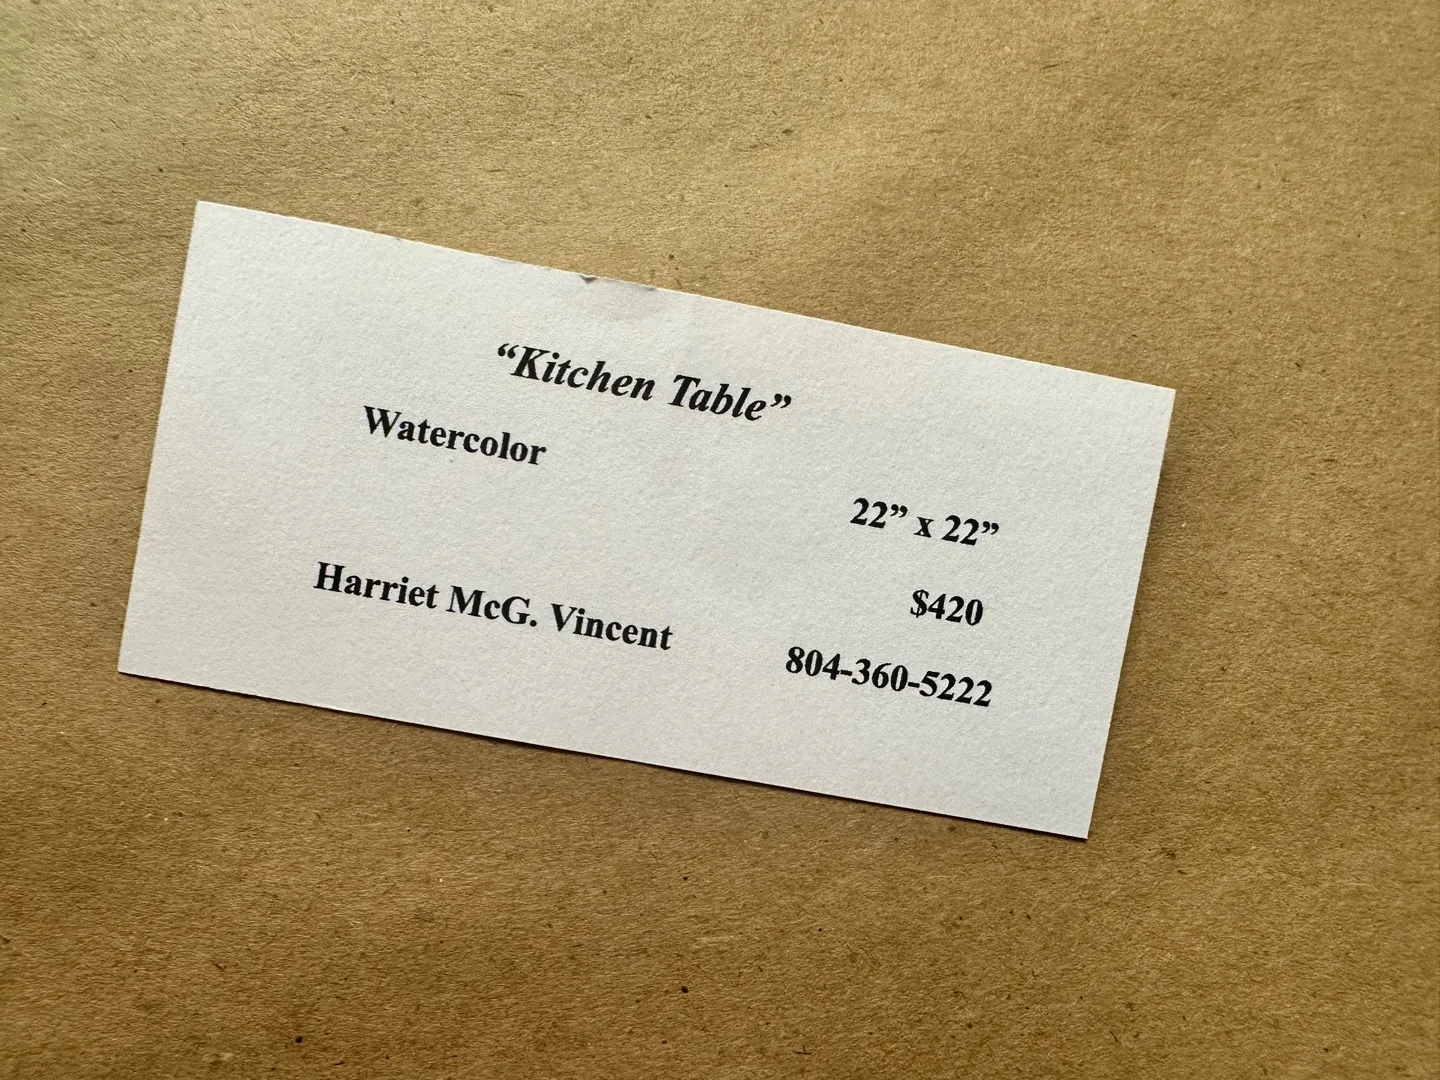 “Kitchen Table”
Watercolor
22” x 22”
$420
Harriet McG. Vincent
804-360-5222